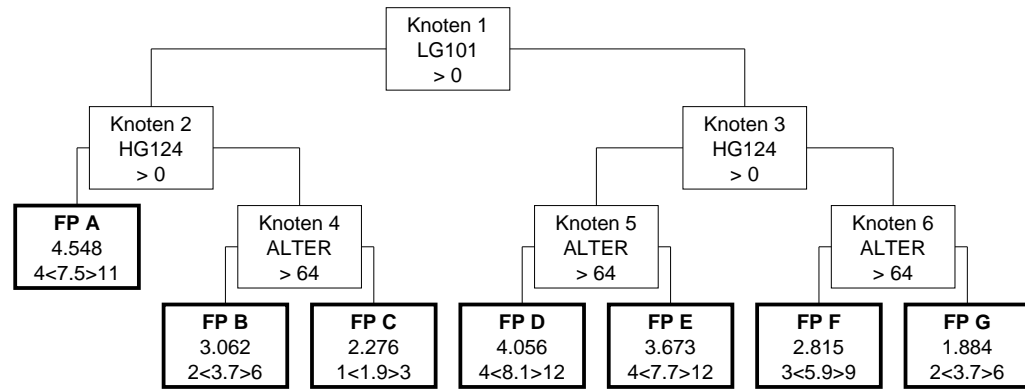 Knoten 1
LG101
> 0
Knoten 2
HG124
> 0
Knoten 3
HG124
> 0
FP A
4.548
4<7.5>11
Knoten 4
ALTER
> 64
Knoten 5
ALTER
> 64
Knoten 6
ALTER
> 64
FP B
3.062
2<3.7>6
FP C
2.276
1<1.9>3
FP D
4.056
4<8.1>12
FP E
3.673
4<7.7>12
FP F
2.815
3<5.9>9
FP G
1.884
2<3.7>6